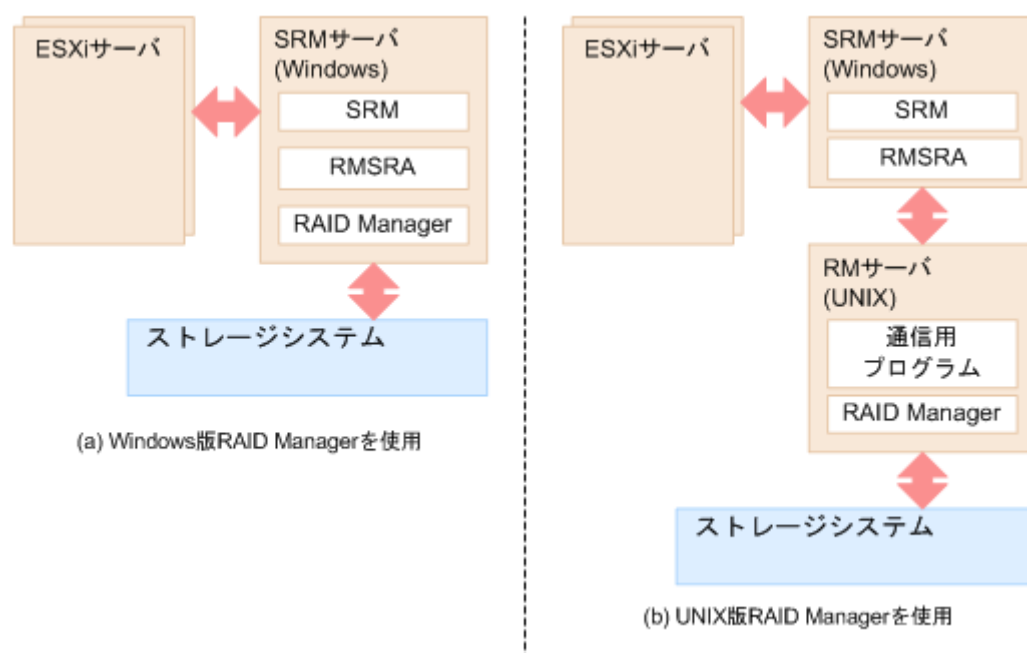 ESXiサーバ
SRMサーバ
(Windows)
SRM
RMSRA
RAID Manager
ストレージシステム
(a) Windows版RAID Managerを使用
ESXiサーバ
SRMサーバ
(Windows)
SRM
RMSRA
RMサーバ
(UNIX)
通信用
プログラム
RAID Manager
ストレージシステム
(b) UNIX版RAID Managerを使用